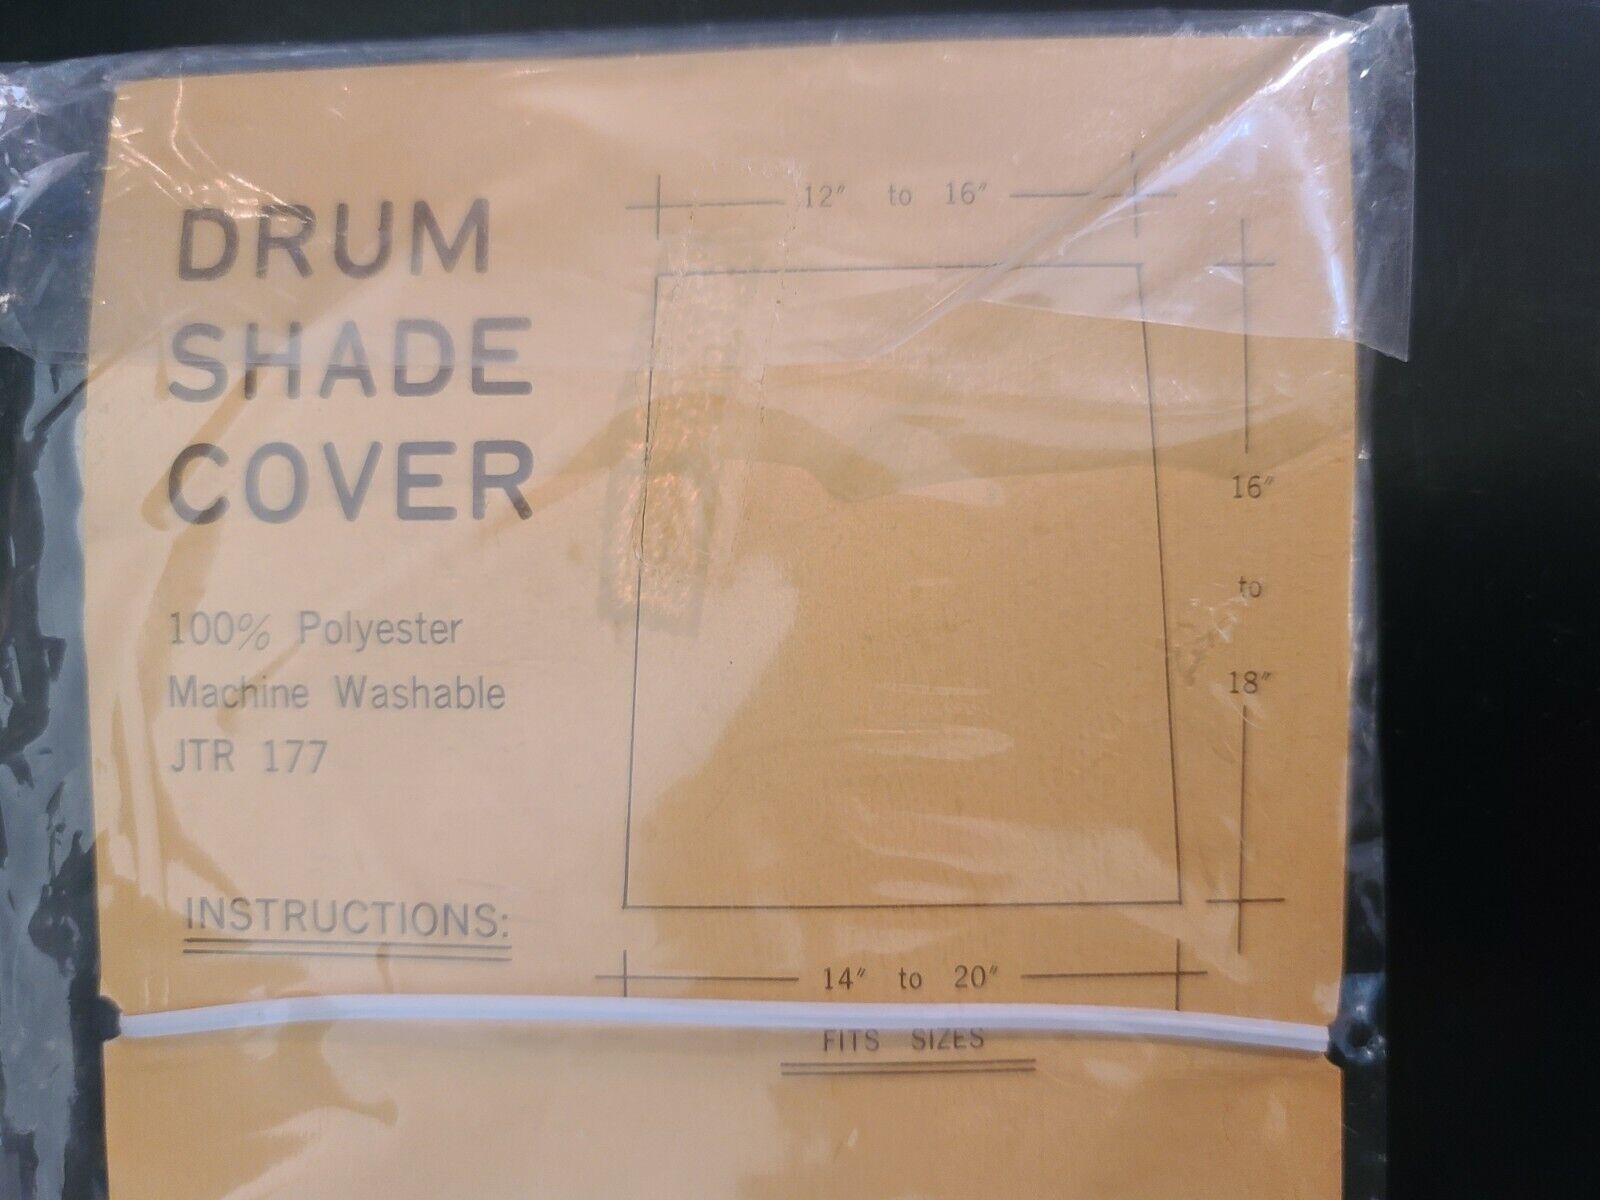 DRUM
SHADE
COVER
100% Polyester
Machine Washable
JTR 177
INSTRUCTIONS:
12" to 16"
16"
to
18"
14" to 20"
FITS SIZES